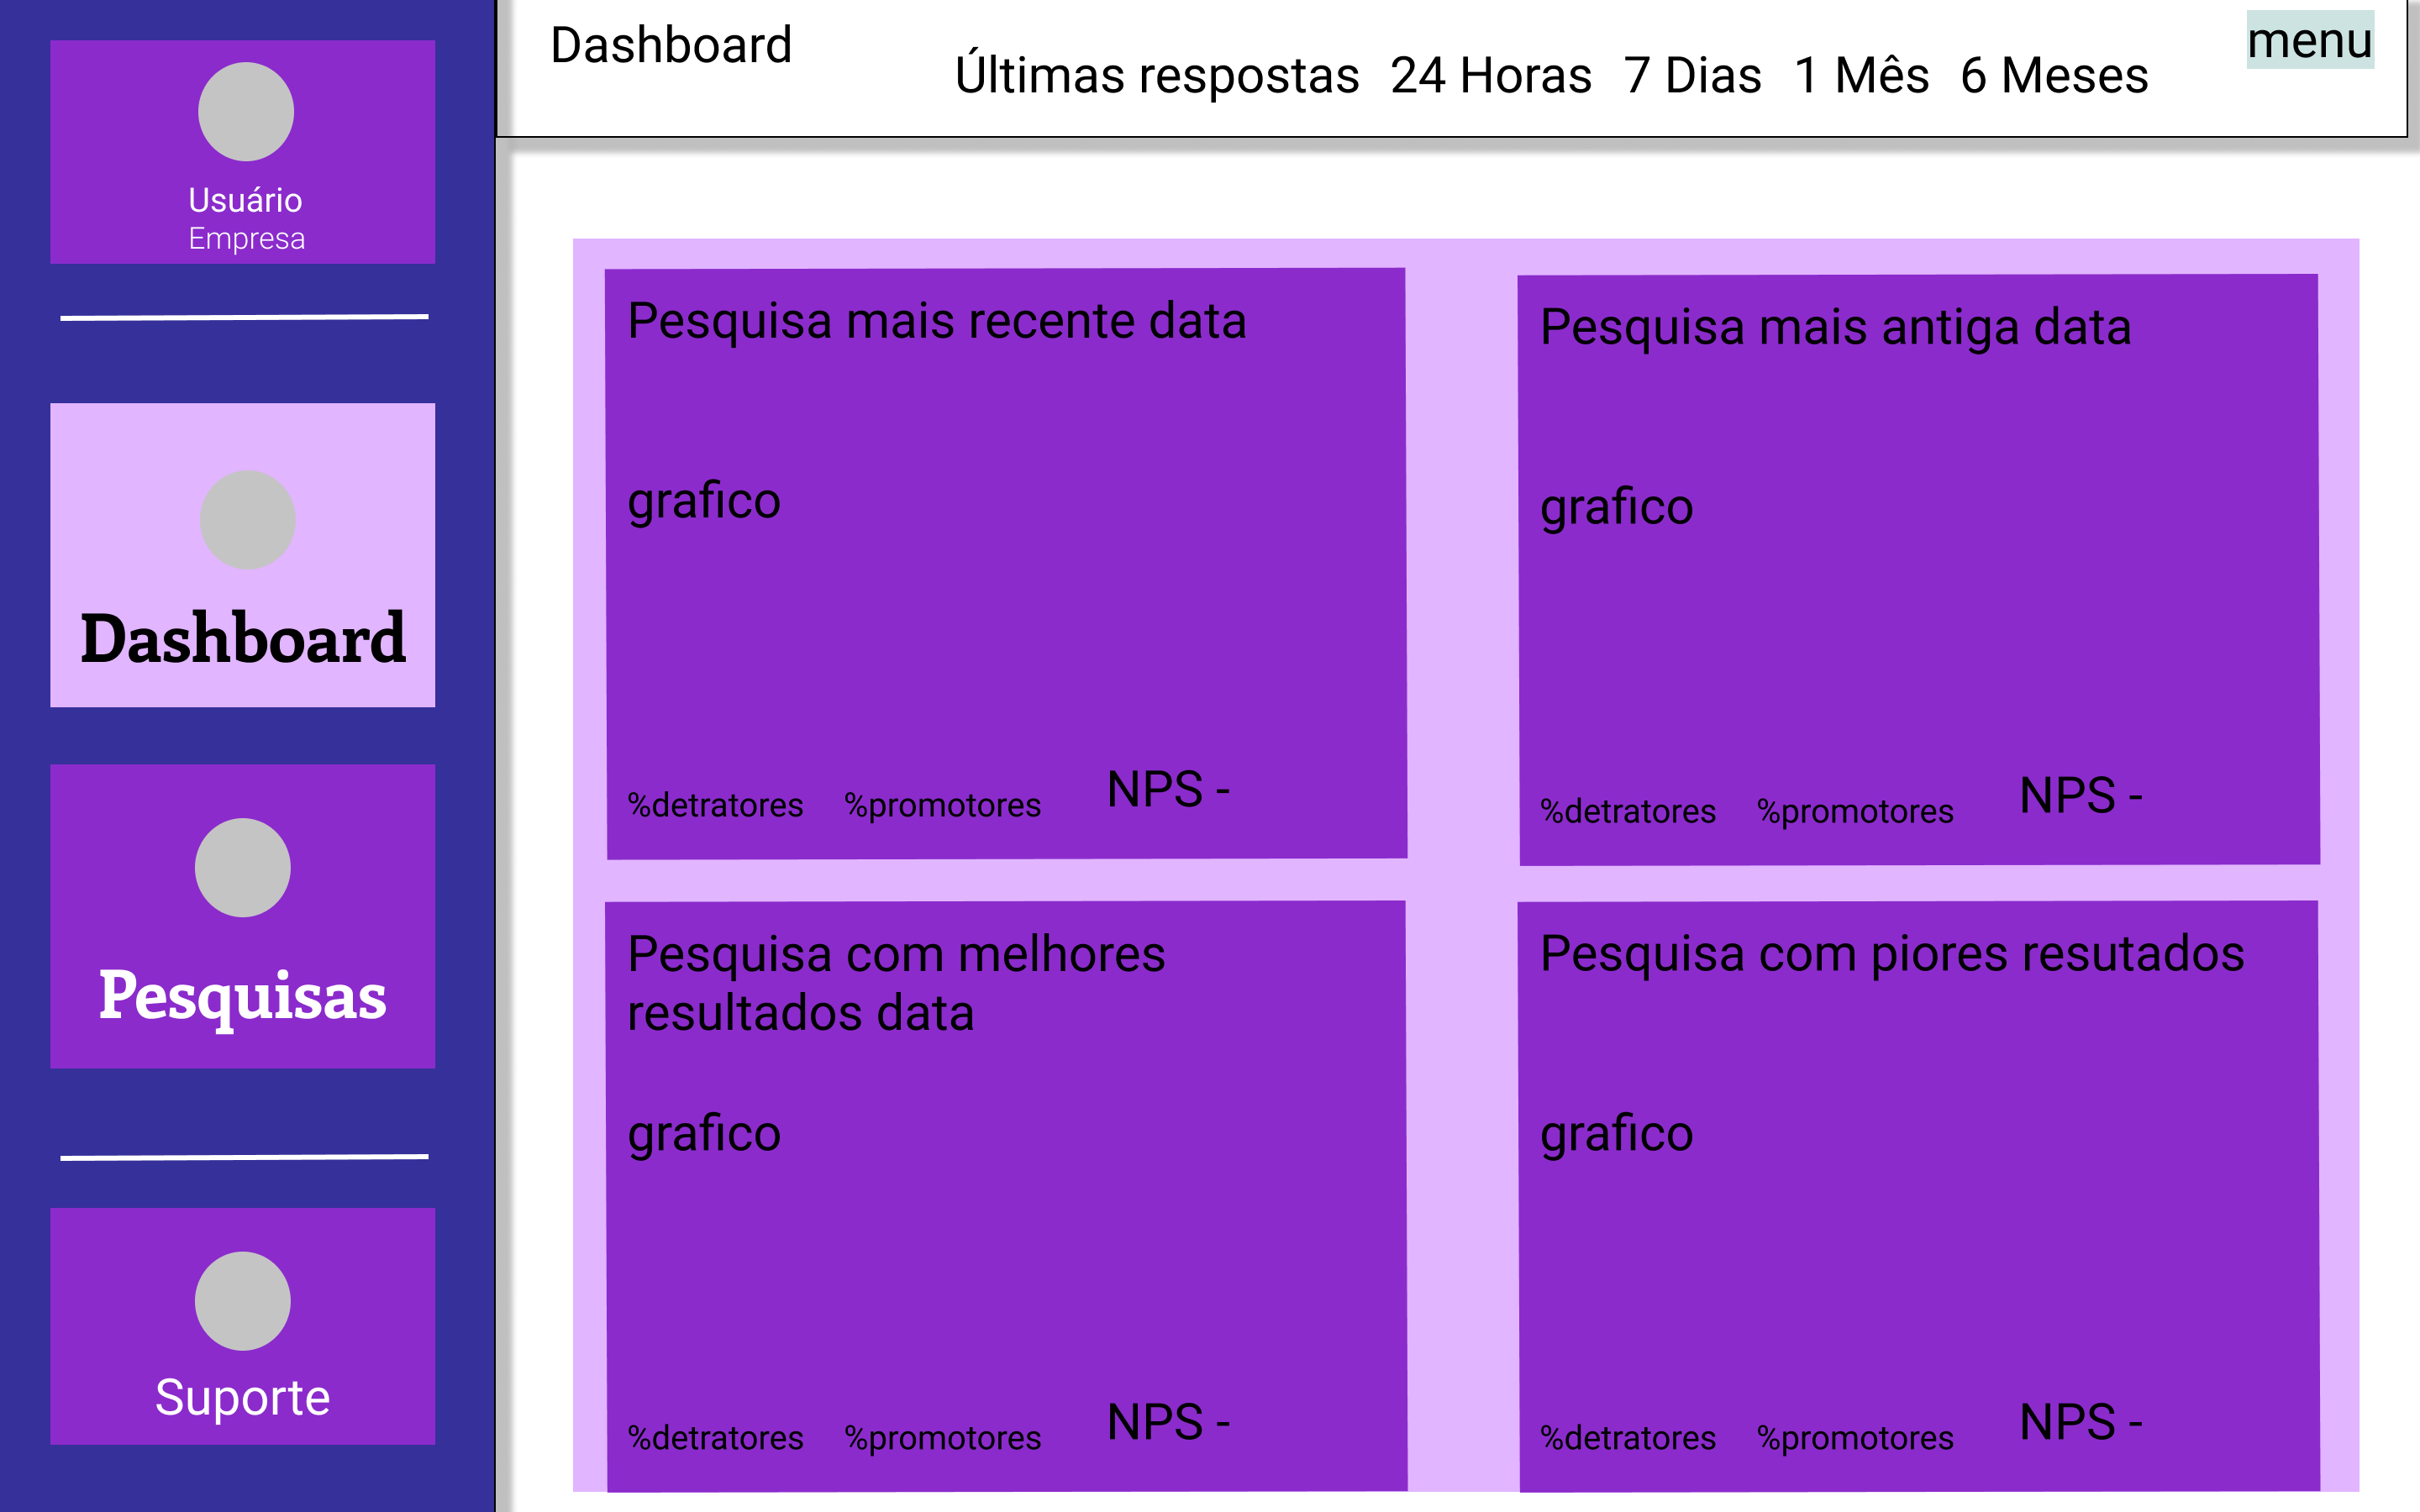 Usuário
Empresa
Dashboard
Pesquisas
Suporte
Dashboard
Últimas respostas 24 Horas 7 Dias 1 Mês 6 Meses
menu
Pesquisa mais recente data
grafico
%detratores %promotores NPS -
Pesquisa mais antiga data
grafico
%detratores %promotores NPS -
Pesquisa com melhores
resultados data
grafico
%detratores %promotores NPS -
Pesquisa com piores resutados
grafico
%detratores %promotores NPS -